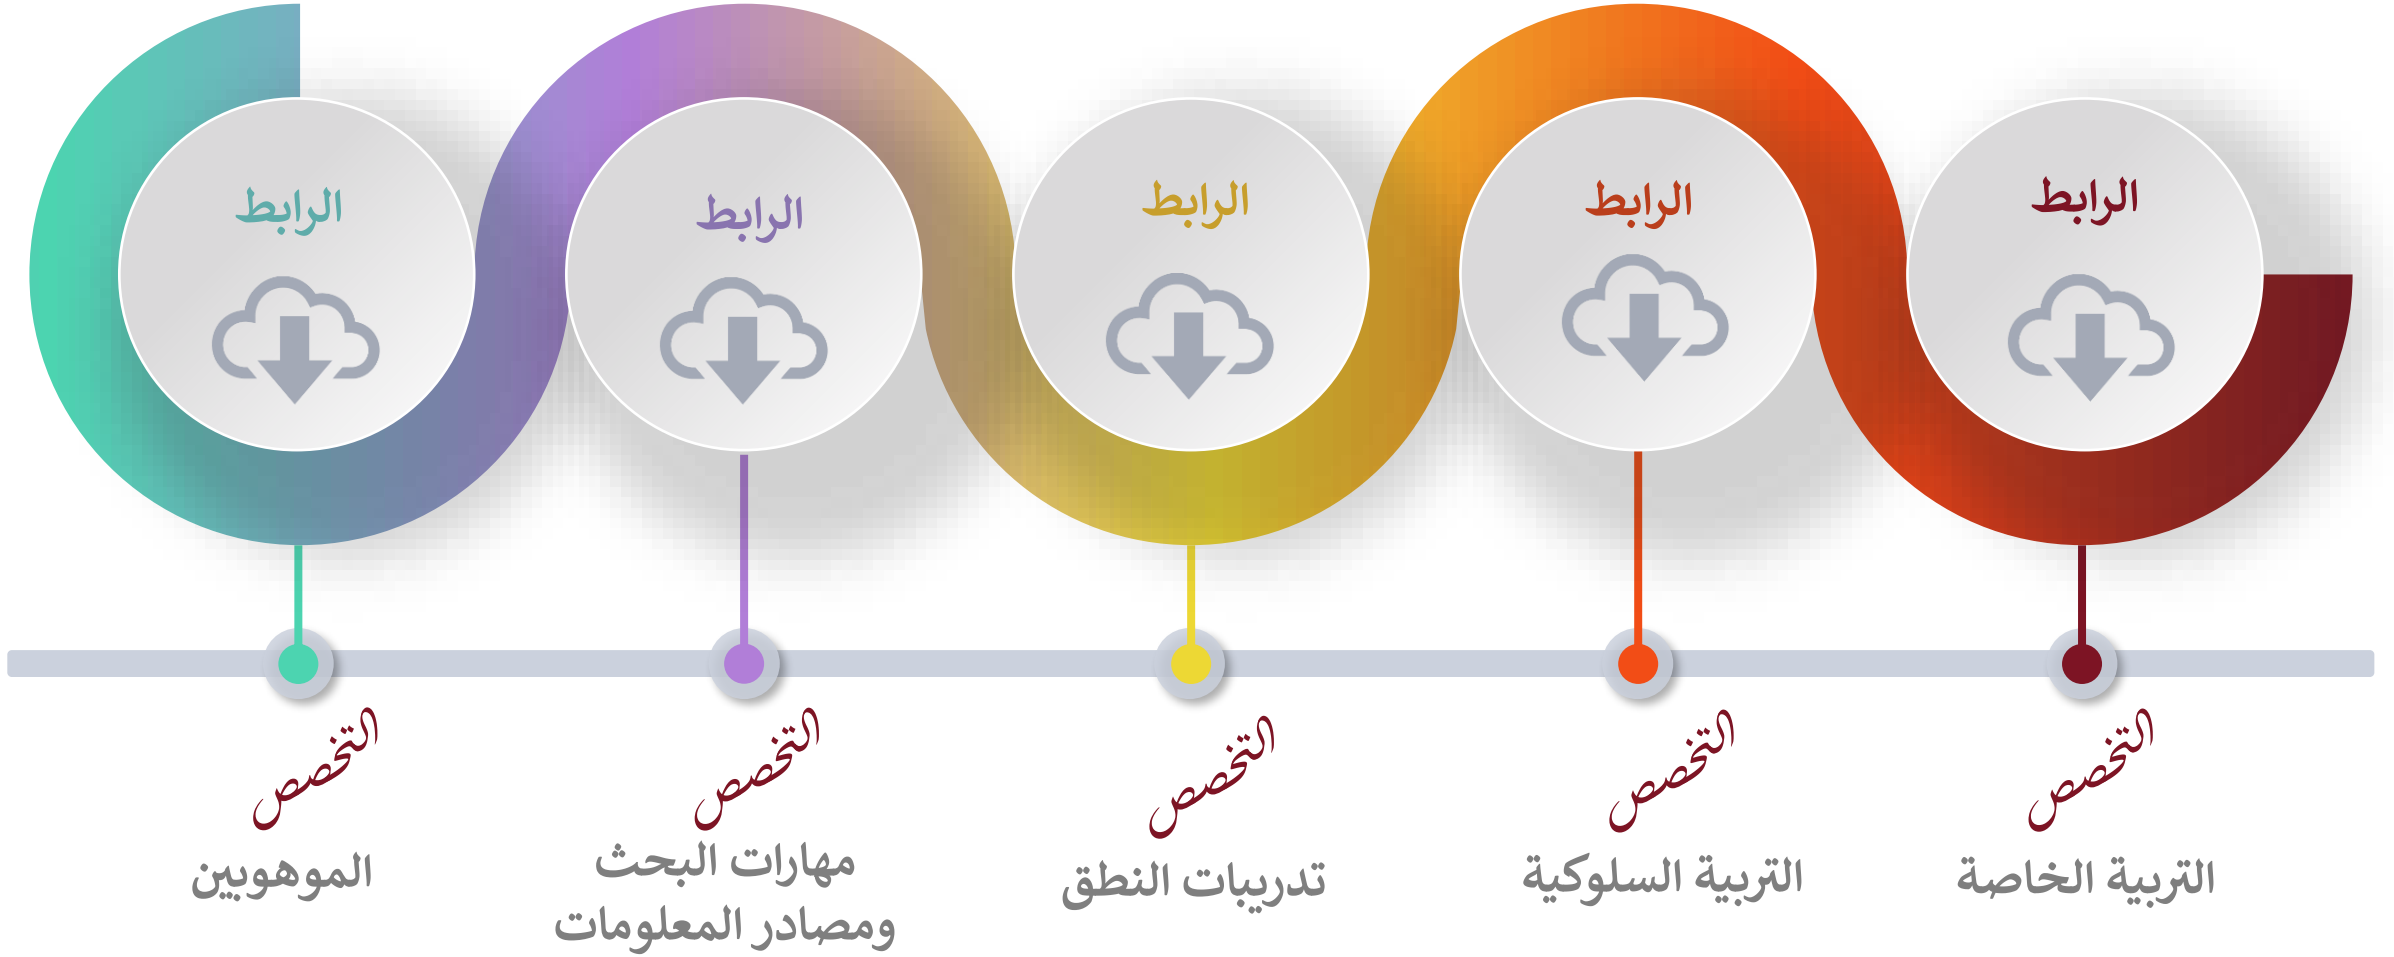 الرابط
الرابط
الرابط
الرابط
الرابط
التخصص
التربية الخاصة
التخصص
التربية السلوكية
التخصص
تدريبات النطق
التخصص
مهارات البحث
ومصادر المعلومات
التخصص
الموهوبين